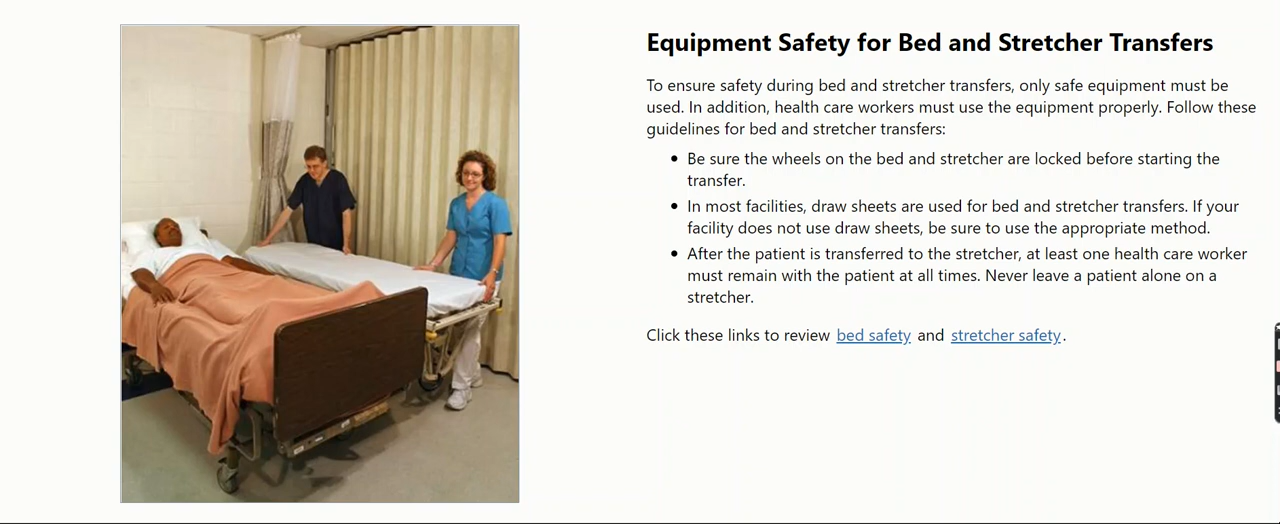 Equipment Safety for Bed and Stretcher Transfers
To ensure safety during bed and stretcher transfers, only safe equipment must be
used. In addition, health care workers must use the equipment properly. Follow these
guidelines for bed and stretcher transfers:
• Be sure the wheels on the bed and stretcher are locked before starting the
transfer.
• In most facilities, draw sheets are used for bed and stretcher transfers. If your
facility does not use draw sheets, be sure to use the appropriate method.
• After the patient is transferred to the stretcher, at least one health care worker
must remain with the patient at all times. Never leave a patient alone on a
stretcher.
Click these links to review bed safety and stretcher safety.